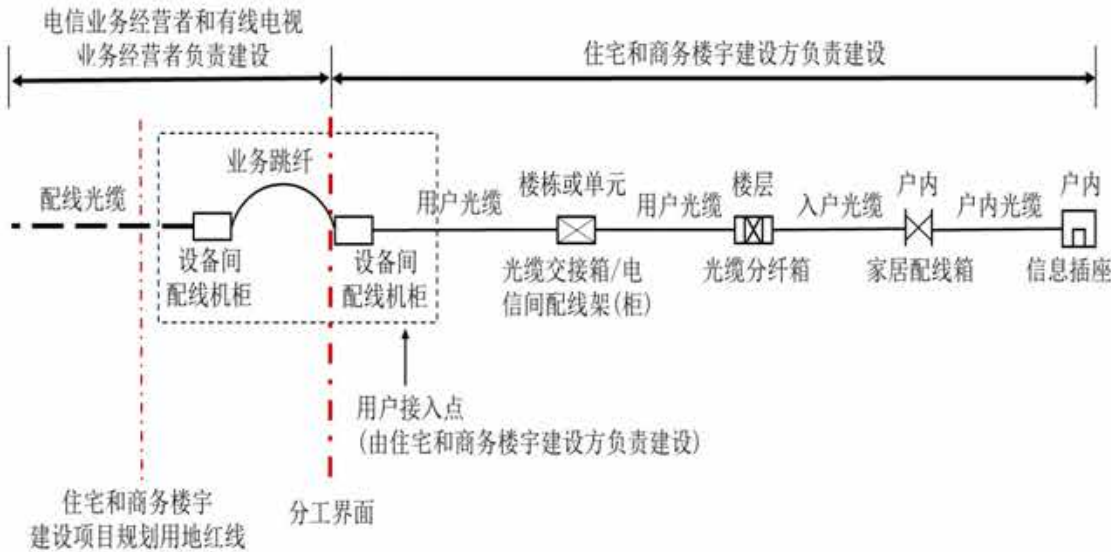 电信业务经营者和有线电视
业务经营者负责建设
住宅和商务楼宇建设方负责建设
业务跳纤
配线光缆
用户光缆
楼栋或单元
用户光缆
楼层
入户光缆
户内
户内光缆
户内
设备间
配线机柜
设备间
配线机柜
光缆交接箱/电
信间配线架(柜)
光缆分纤箱
家居配线箱
信息插座
用户接入点
(由住宅和商务楼宇建设方负责建设)
住宅和商务楼宇
建设项目规划用地红线
分工界面